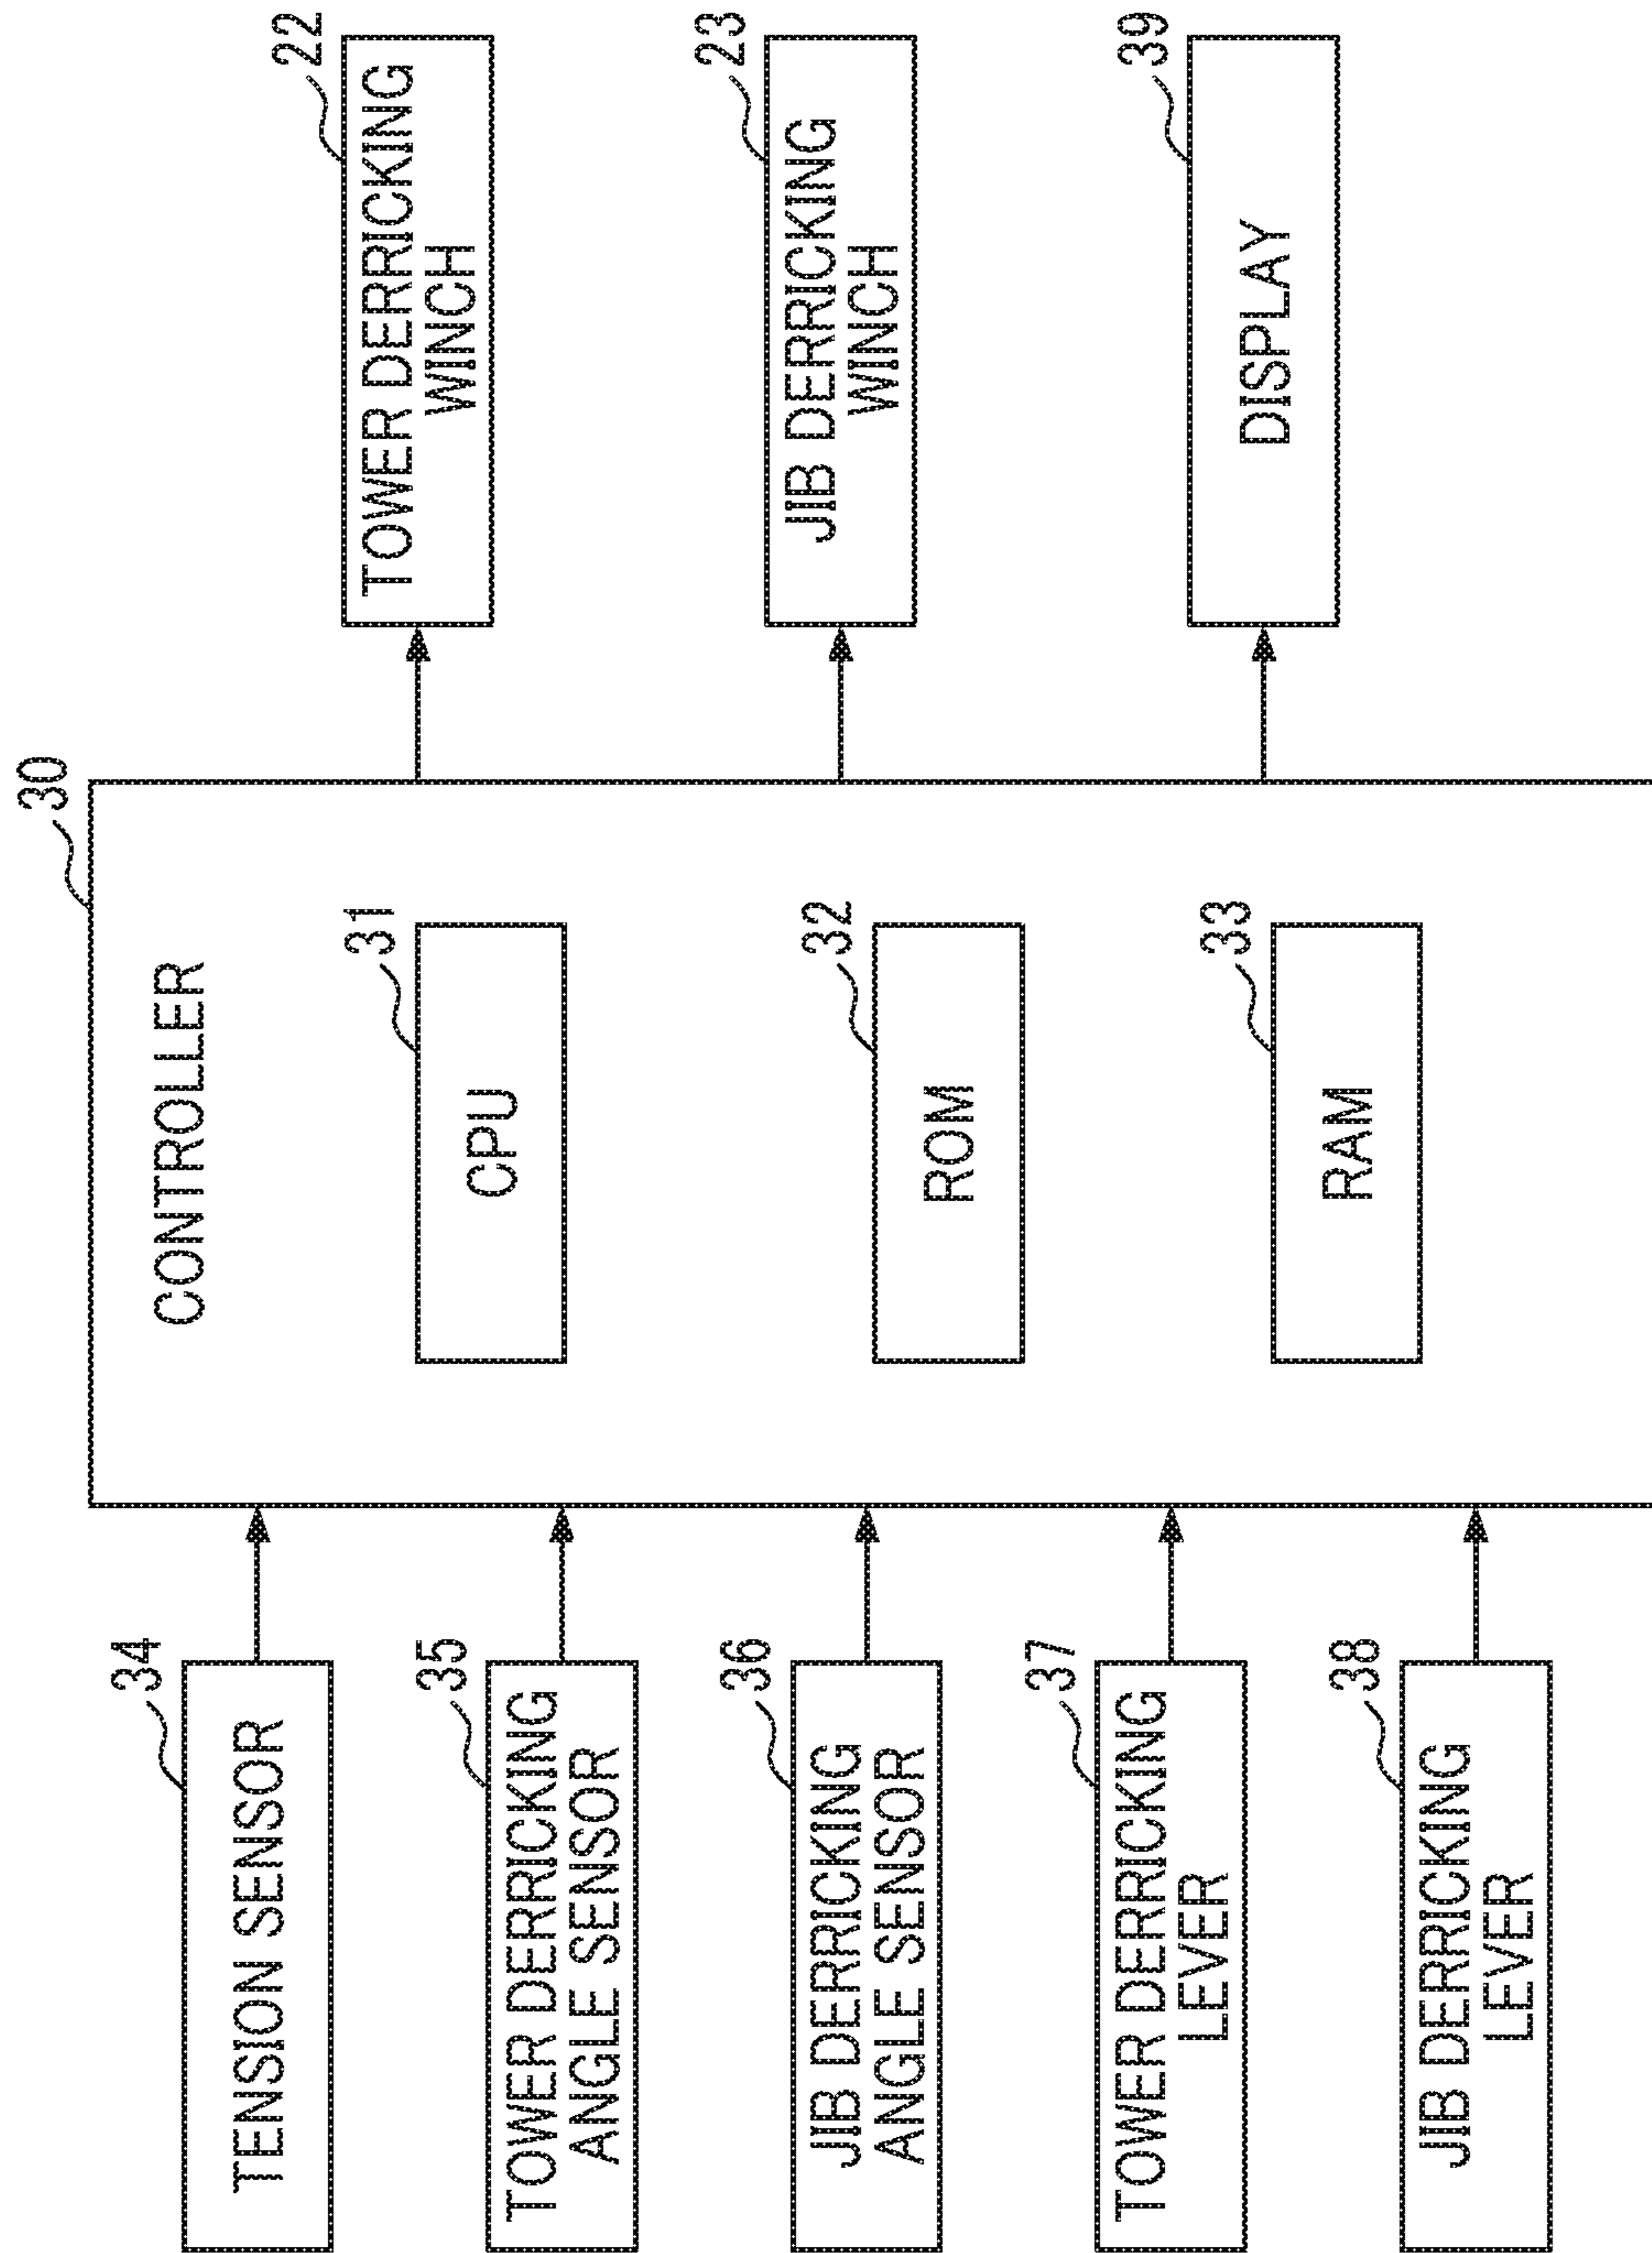 30
CONTROLLER
34
TENSION SENSOR
35
TOWER DERRICKING
ANGLE SENSOR
36
JIB DERRICKING
ANGLE SENSOR
37
TOWER DERRICKING
LEVER
38
JIB DERRICKING
LEVER
31
CPU
32
ROM
33
RAM
22
TOWER DERRICKING
WINCH
23
JIB DERRICKING
WINCH
39
DISPLAY